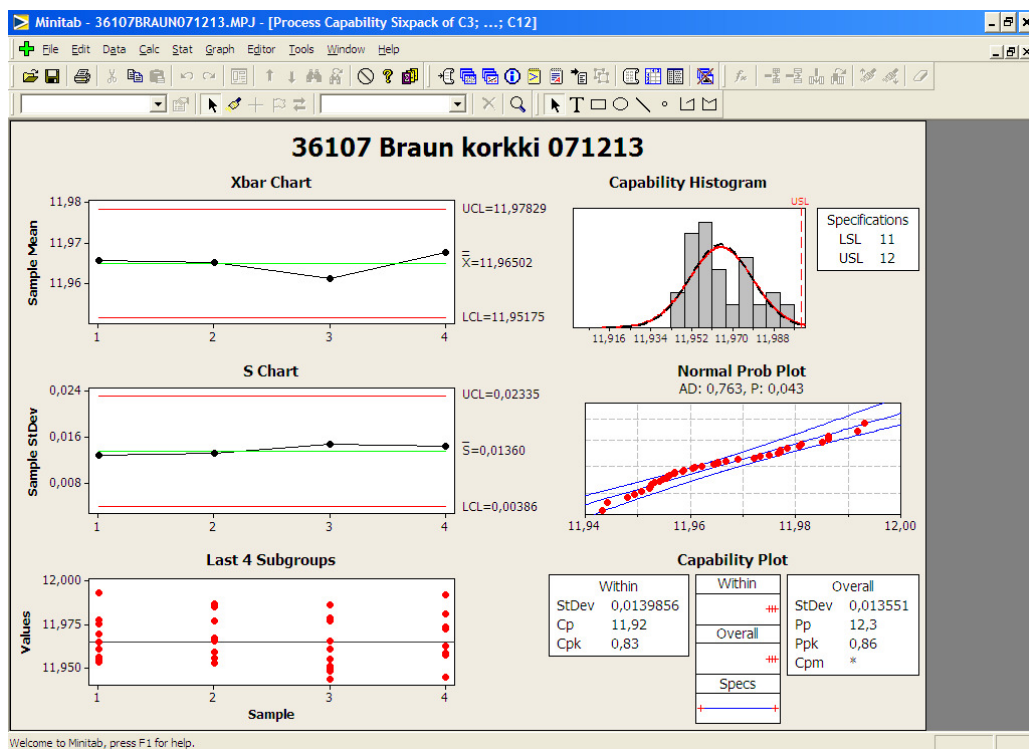 Minitab - 36107BRAUN071213.MPJ - [Process Capability Sixpack of C3; ...; C12]
File Edit Data Calc Stat Graph Editor Tools Window Help
36107 Braun korkki 071213
Xbar Chart
Sample Mean
11,98
11,97
11,96
1 2 3 4
UCL=11,97829
X=11,96502
LCL=11,95175
Capability Histogram
USL
11,916 11,934 11,952 11,970 11,988
Specifications
LSL 11
USL 12
S Chart
Sample StDev
0,024
0,016
0,008
1 2 3 4
UCL=0,02335
S=0,01360
LCL=0,00386
Normal Prob Plot
AD: 0,763, P: 0,043
11,94 11,96 11,98 12,00
Last 4 Subgroups
Values
12,000
11,975
11,950
1 2 3 4
Sample
Capability Plot
Within
StDev 0,0139856
Cp 11,92
Cpk 0,83
Within
Overall
Specs
Overall
StDev 0,013551
Pp 12,3
Ppk 0,86
Cpm *
Welcome to Minitab, press F1 for help.